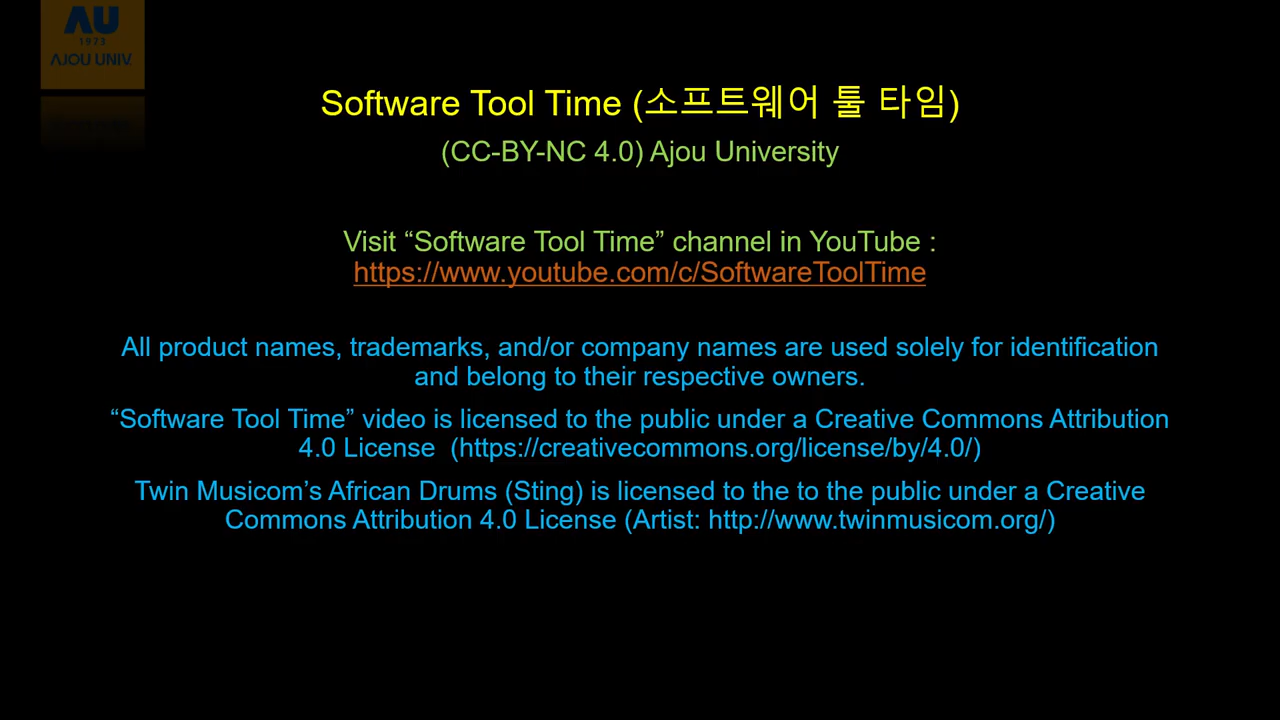 AU
1973
AJOU UNIV.
Software Tool Time (소프트웨어 툴 타임)
(CC-BY-NC 4.0) Ajou University
Visit “Software Tool Time” channel in YouTube :
https://www.youtube.com/c/SoftwareToolTime
All product names, trademarks, and/or company names are used solely for identification
and belong to their respective owners.
“Software Tool Time” video is licensed to the public under a Creative Commons Attribution
4.0 License  (https://creativecommons.org/license/by/4.0/)
Twin Musicom’s African Drums (Sting) is licensed to the to the public under a Creative
Commons Attribution 4.0 License (Artist: http://www.twinmusicom.org/)